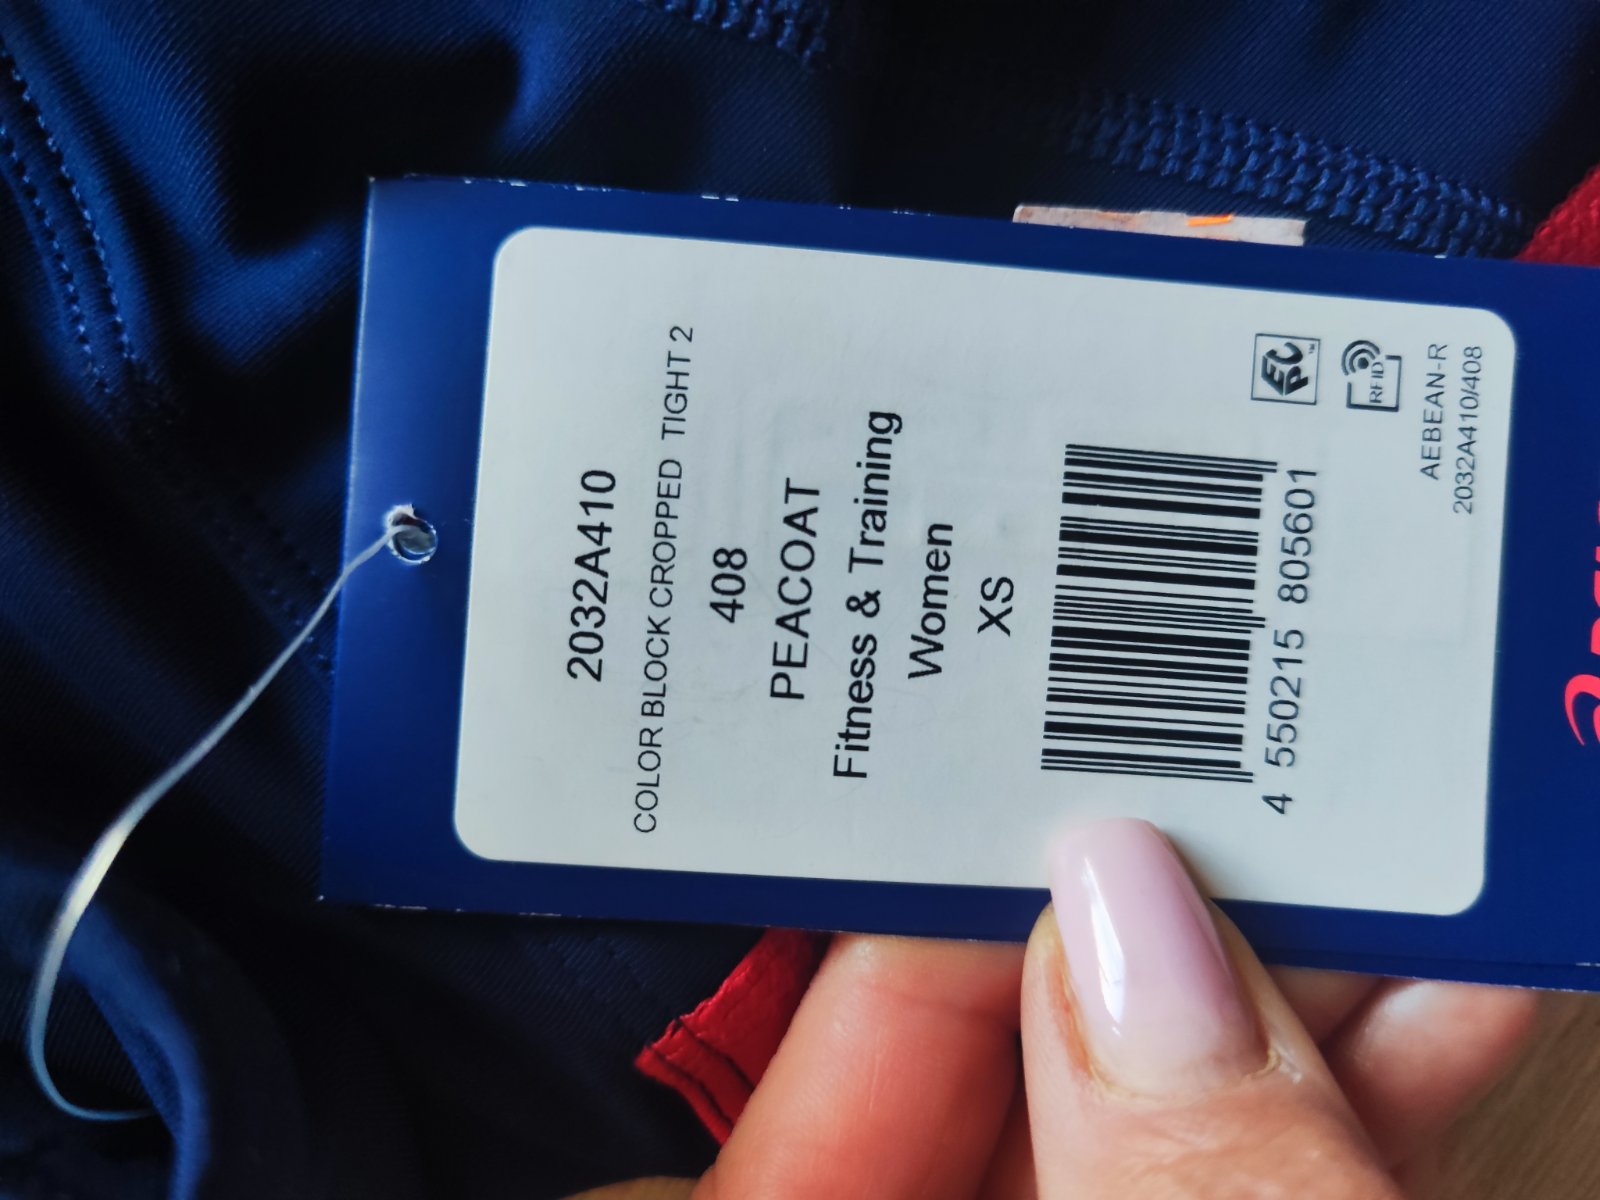 2032A410
COLOR BLOCK CROPPED TIGHT 2
408
PEACOAT
Fitness & Training
Women
XS
4 550215 805601
EPC
RFID
AEBEAN-R
2032A410/408